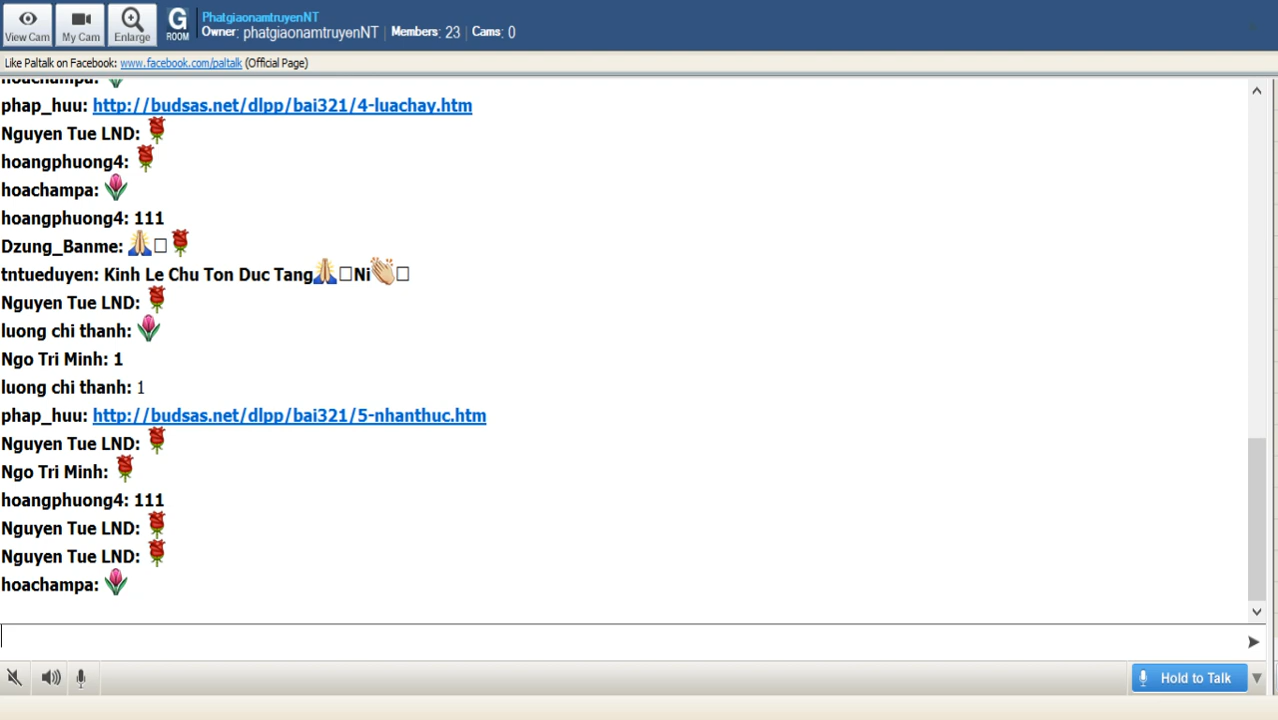 View Cam
My Cam
Enlarge
G
ROOM
PhatgiaonamtruyenNT
Owner: phatgiaonamtruyenNT | Members: 23 | Cams: 0
Like Paltalk on Facebook: www.facebook.com/paltalk (Official Page)
hoachampa:
phap_huu: http://budsas.net/dlpp/bai321/4-luachay.htm
Nguyen Tue LND: 🌹
hoangphuong4: 🌹
hoachampa: 🌷
hoangphuong4: 111
Dzung_Banme: 🙏□🌹
tntueduyen: Kinh Le Chu Ton Duc Tang🙏□Ni👏□
Nguyen Tue LND: 🌹
luong chi thanh: 🌷
Ngo Tri Minh: 1
luong chi thanh: 1
phap_huu: http://budsas.net/dlpp/bai321/5-nhanthuc.htm
Nguyen Tue LND: 🌹
Ngo Tri Minh: 🌹
hoangphuong4: 111
Nguyen Tue LND: 🌹
Nguyen Tue LND: 🌹
hoachampa: 🌷
Hold to Talk